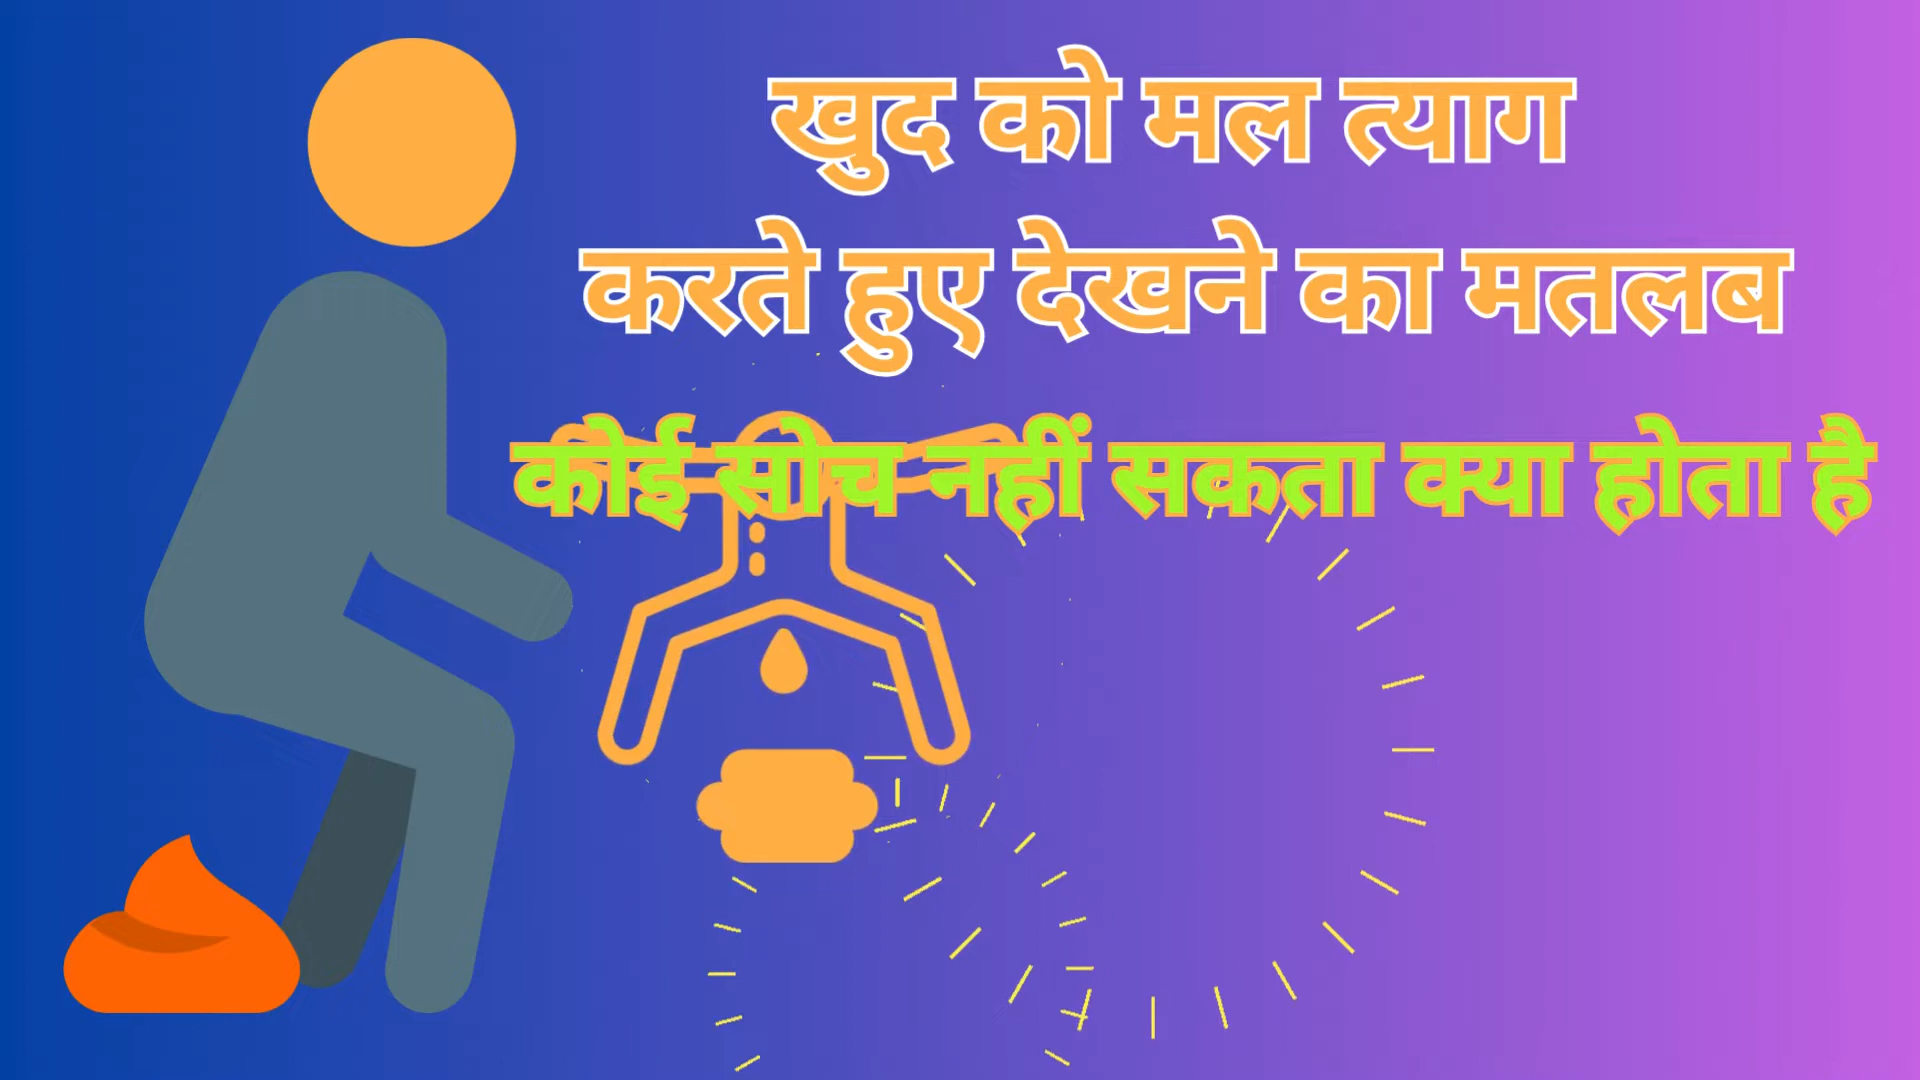 खुद को मल त्याग
करते हुए देखने का मतलब
कोई सोच नहीं सकता क्या होता है